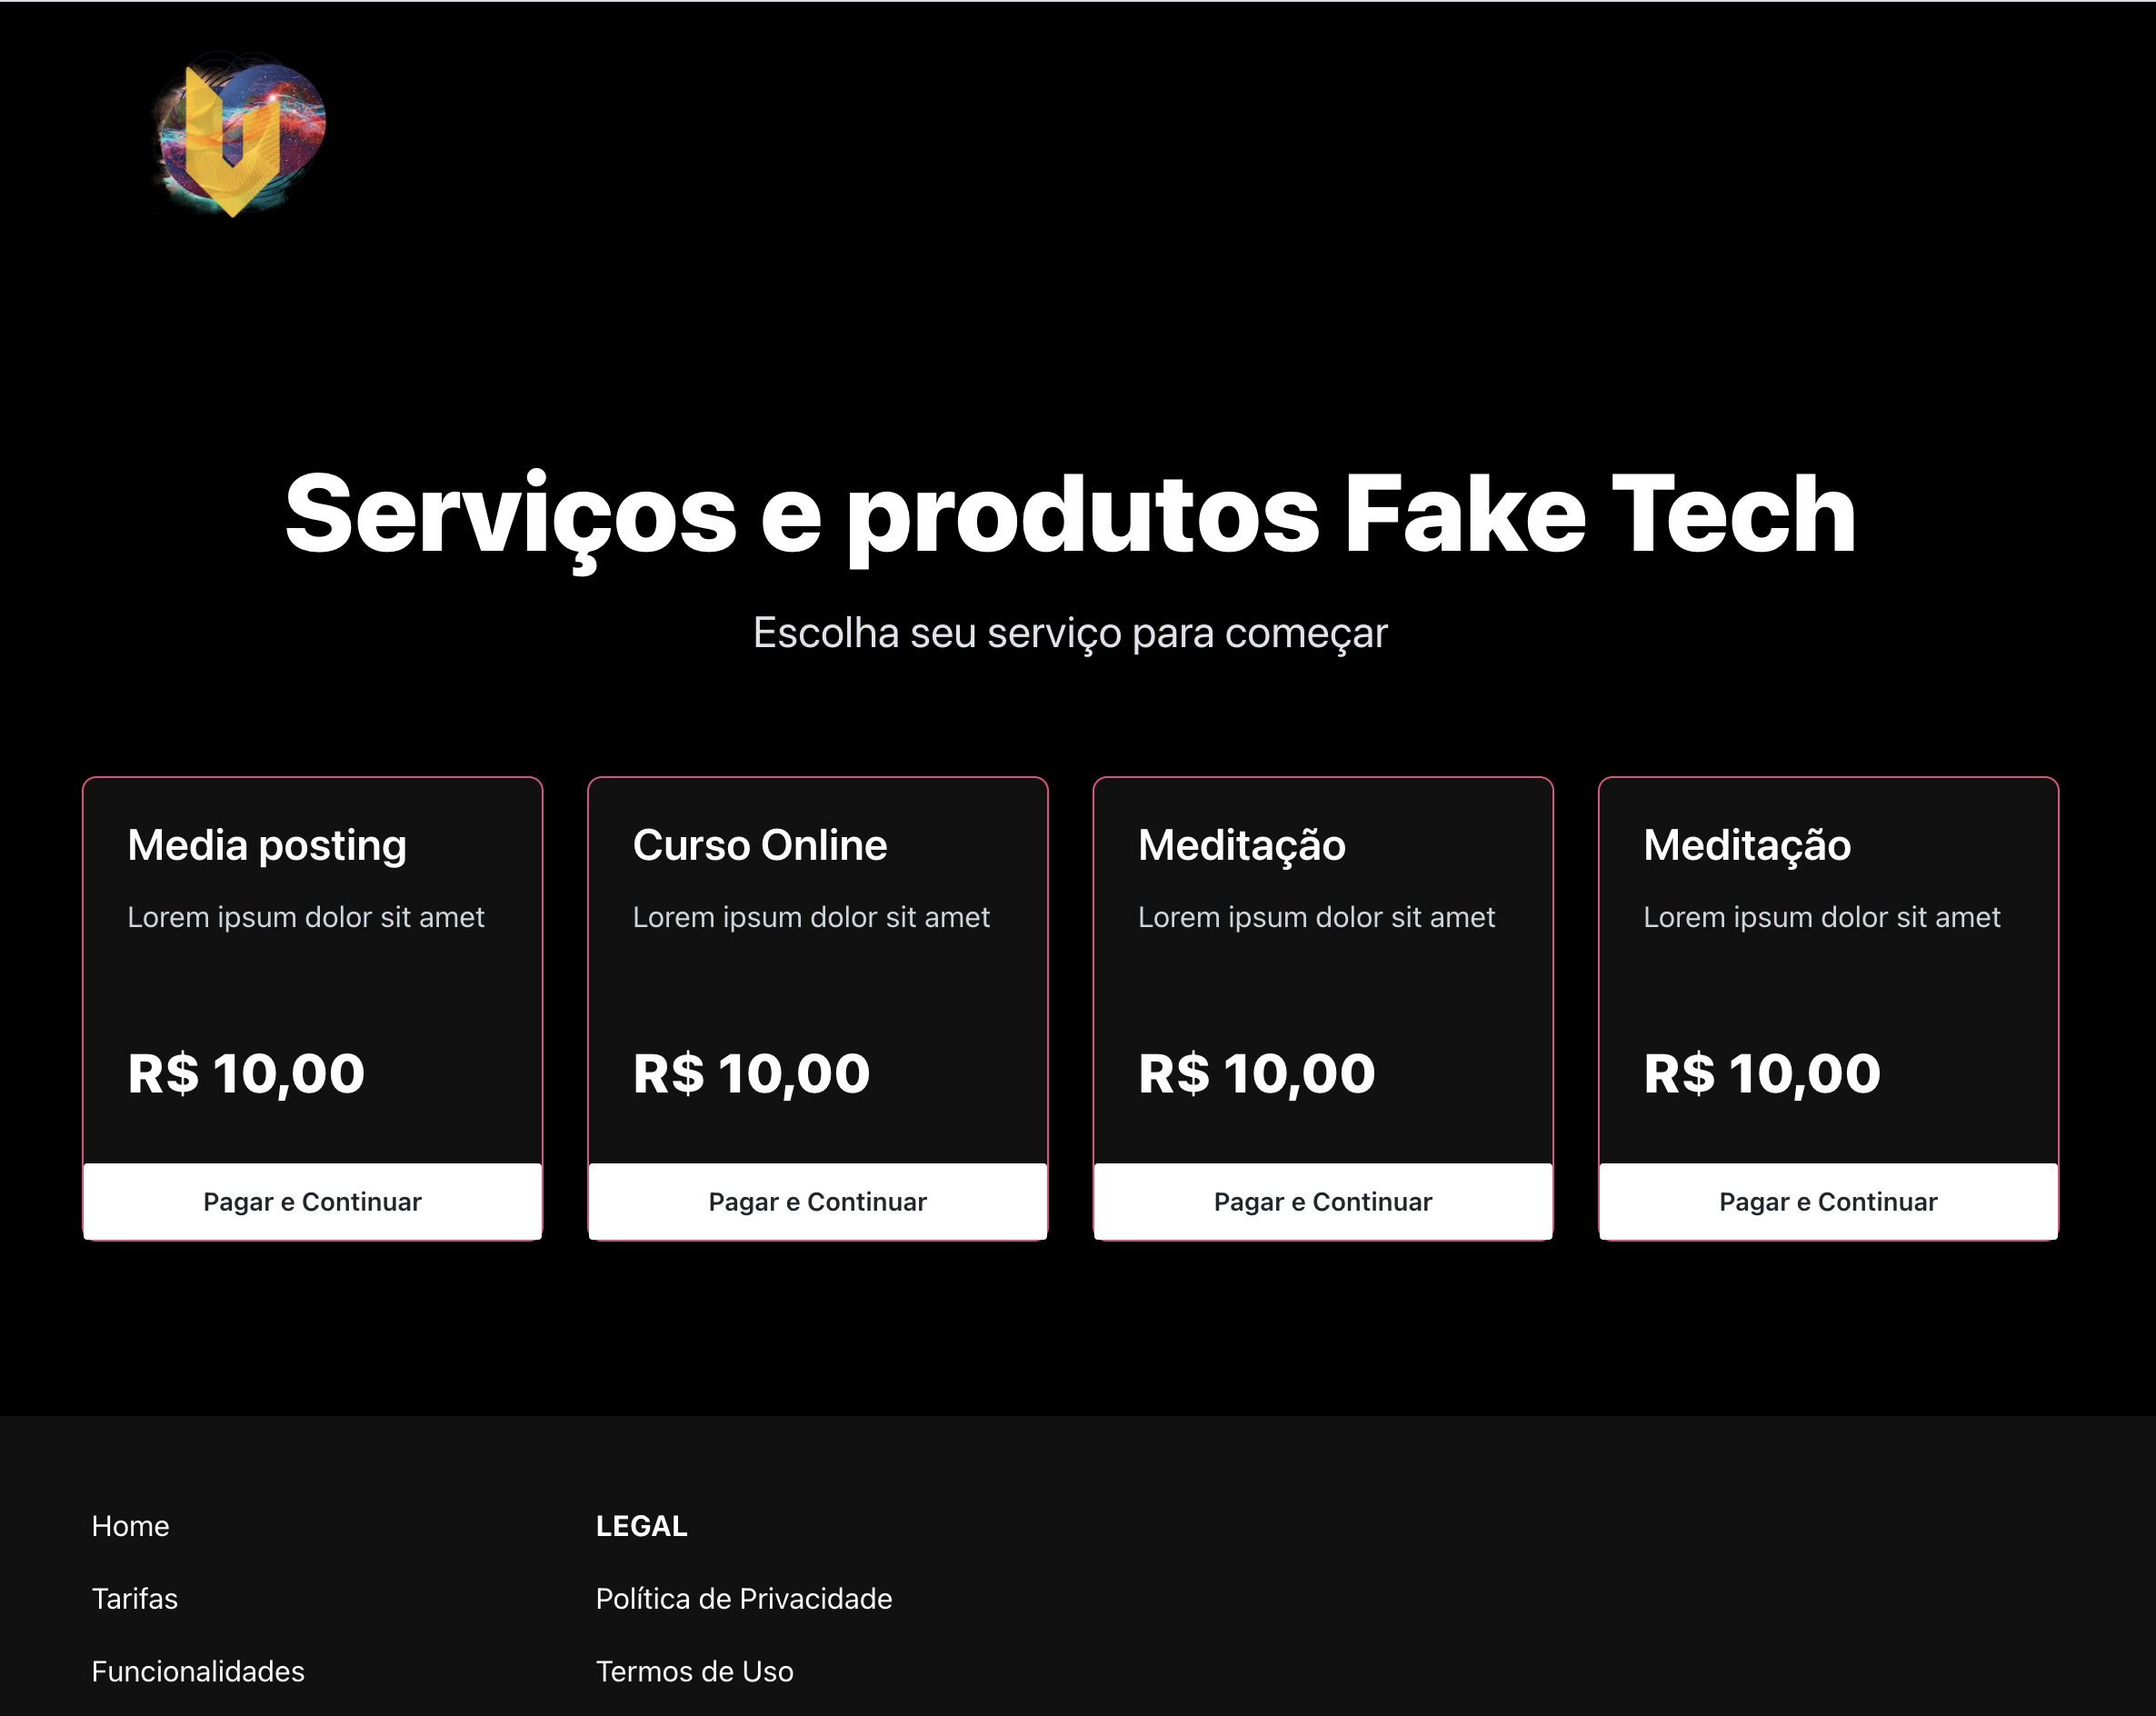 Serviços e produtos Fake Tech
Escolha seu serviço para começar
Media posting
Lorem ipsum dolor sit amet
R$ 10,00
Pagar e Continuar
Curso Online
Lorem ipsum dolor sit amet
R$ 10,00
Pagar e Continuar
Meditação
Lorem ipsum dolor sit amet
R$ 10,00
Pagar e Continuar
Meditação
Lorem ipsum dolor sit amet
R$ 10,00
Pagar e Continuar
Home
Tarifas
Funcionalidades
LEGAL
Política de Privacidade
Termos de Uso